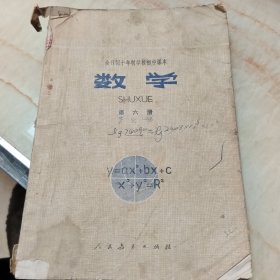 全日制十年制学校初中课本
数学
SHUXUE
第六册
y=ax²+bx+c
x²+y²=R²
人民教育出版社